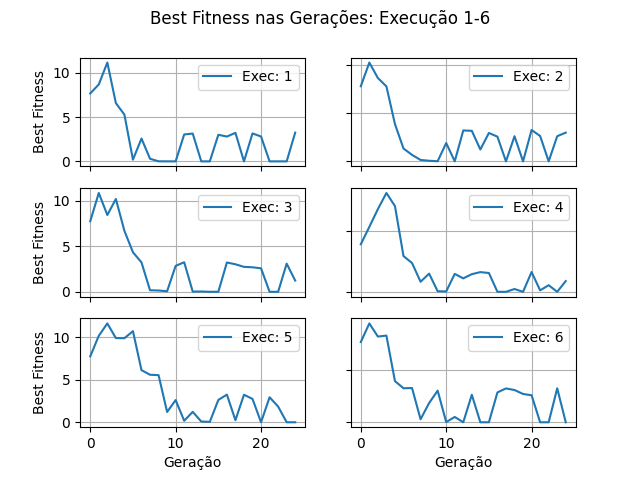 Best Fitness nas Gerações: Execução 1-6
Best Fitness
10
5
0
Exec: 1
Exec: 2
Best Fitness
10
5
0
Exec: 3
Exec: 4
Best Fitness
10
5
0
Exec: 5
Exec: 6
0 10 20
0 10 20
Geração
Geração